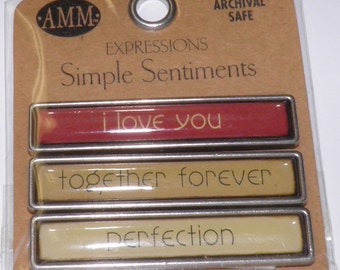 AMM
ARCHIVAL
SAFE
EXPRESSIONS
Simple Sentiments
i love you
together forever
perfection